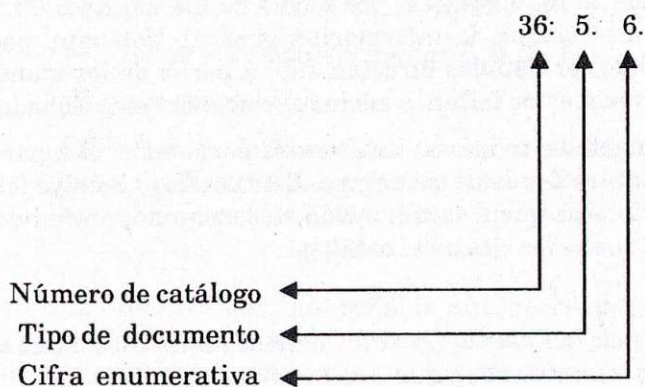 36: 5. 6.
Número de catálogo
Tipo de documento
Cifra enumerativa